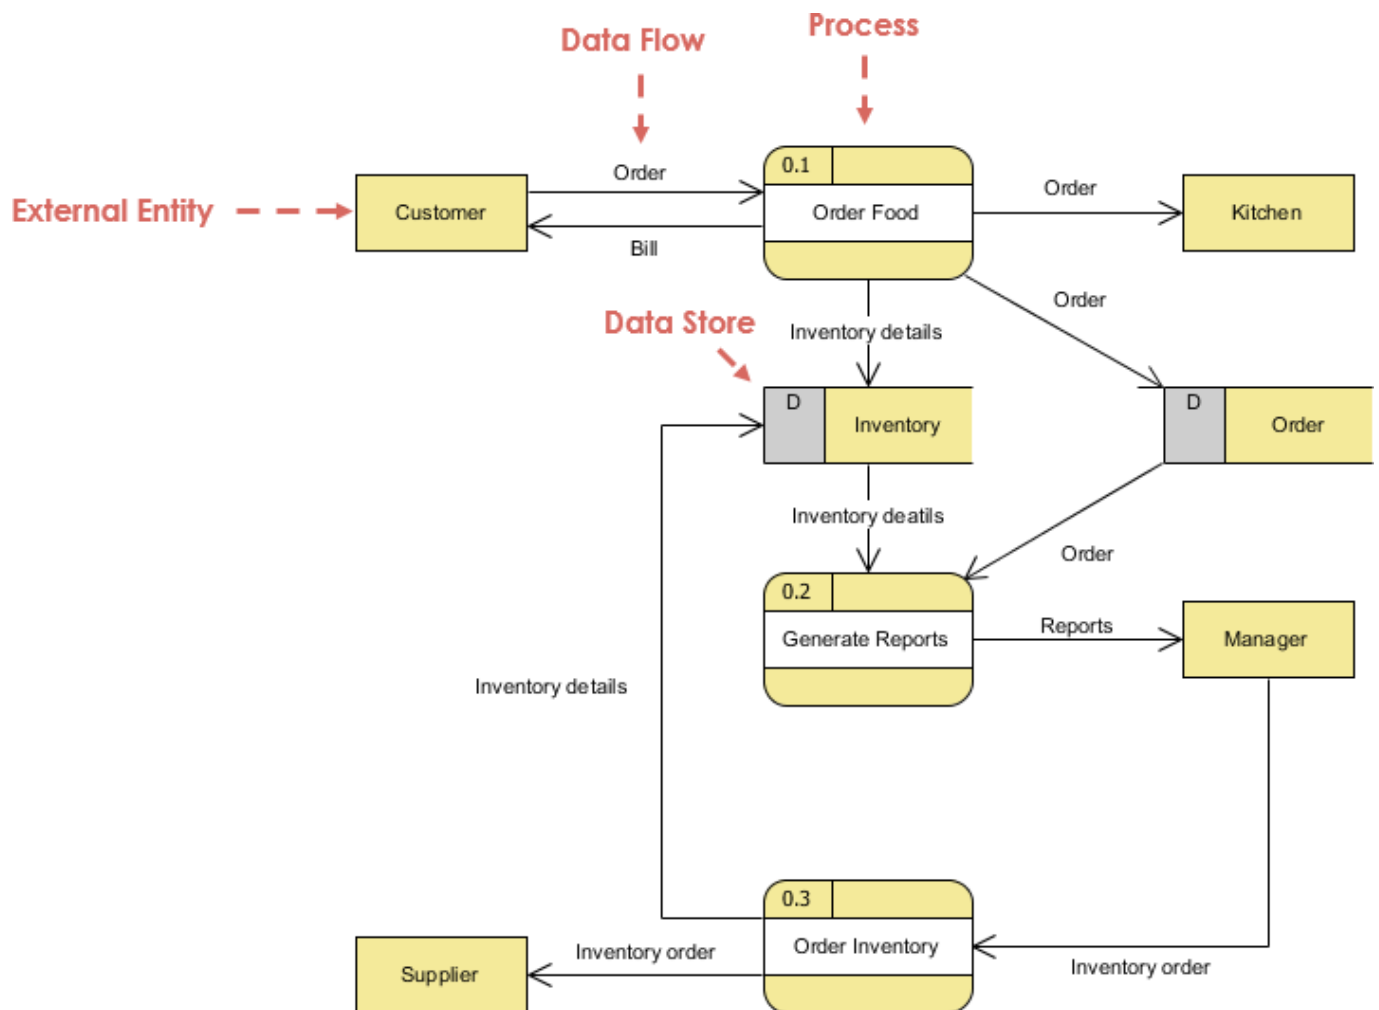 Process
Data Flow
0.1
Order
Order
External Entity
Customer
Order Food
Kitchen
Bill
Order
Data Store
Inventory details
D
Inventory
D
Order
Inventory deatils
Order
0.2
Reports
Generate Reports
Manager
Inventory details
0.3
Inventory order
Order Inventory
Inventory order
Supplier